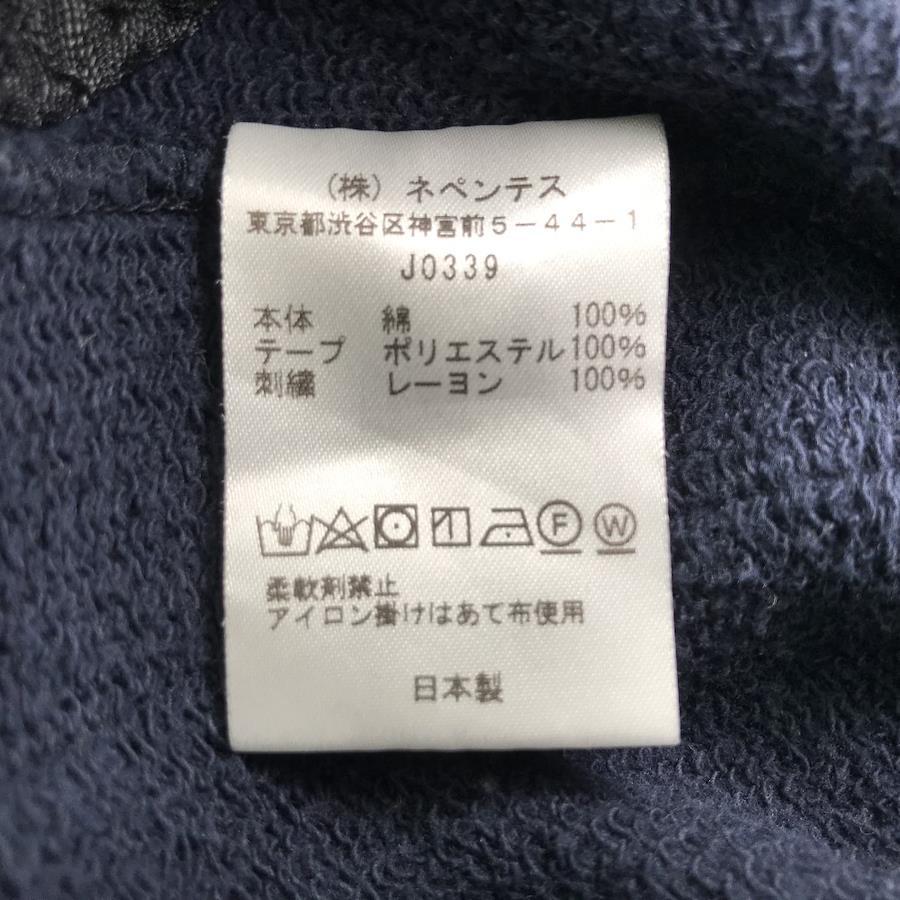 (株) ネペンテス
東京都渋谷区神宮前5-44-1
J0339
本体 綿 100%
テープ ポリエステル100%
刺繍 レーヨン 100%
F W
柔軟剤禁止
アイロン掛けはあて布使用
日本製